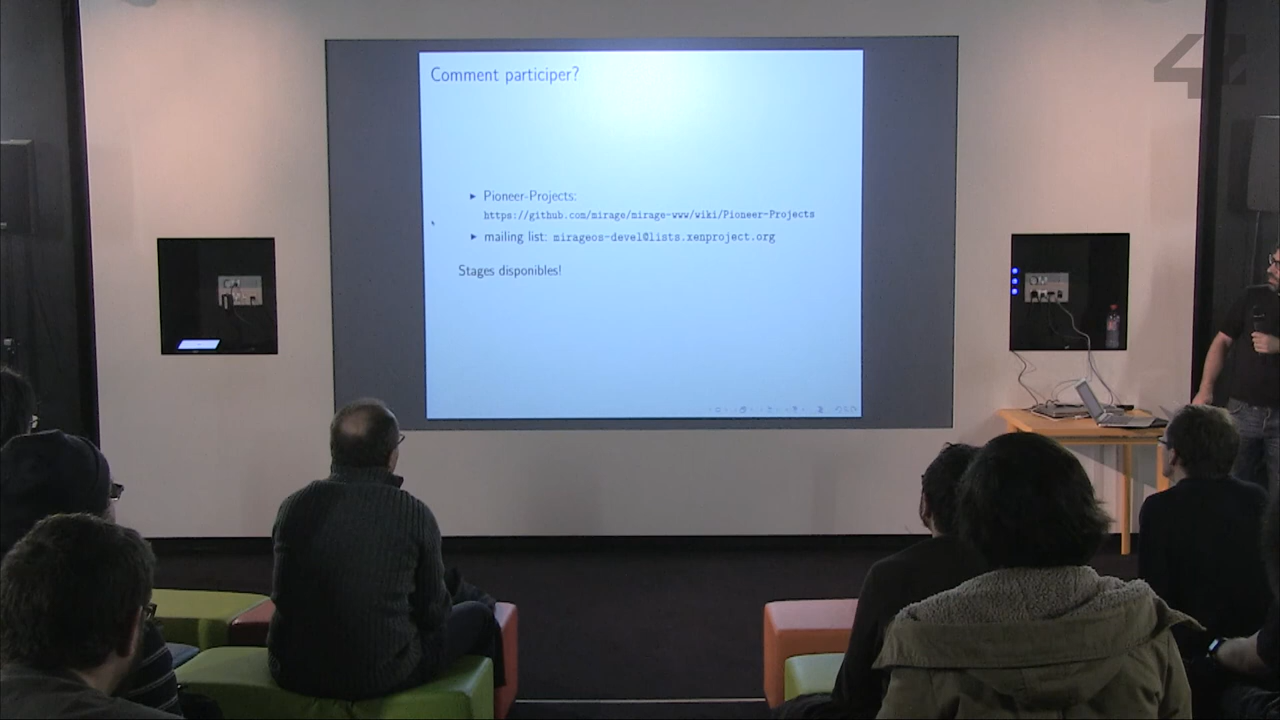 42
Comment participer?
▶ Pioneer-Projects:
https://github.com/mirage/mirage-www/wiki/Pioneer-Projects
▶ mailing list: mirageos-devel@lists.xenproject.org
Stages disponibles!